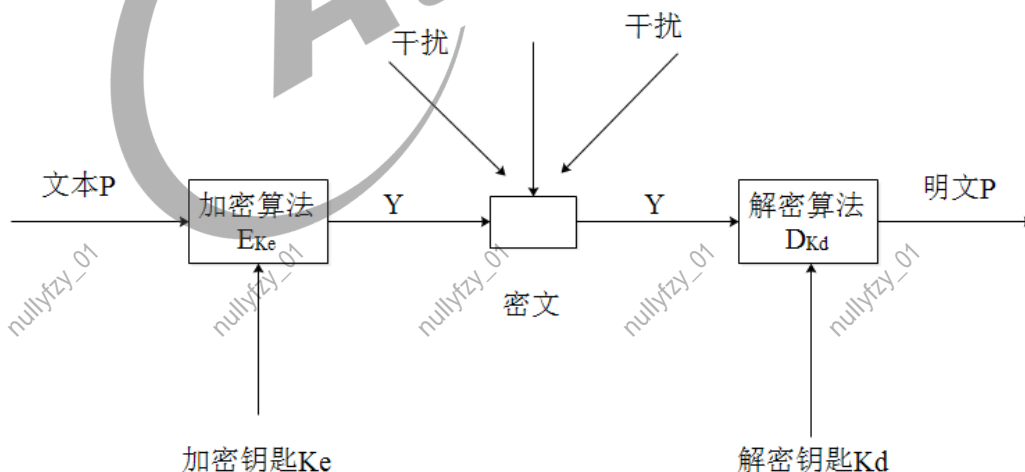 干扰
干扰
文本P
加密算法
EKe
Y
Y
解密算法
DKd
明文P
密文
加密钥匙Ke
解密钥匙Kd
nullyfzy_01
nullyfzy_01
nullyfzy_01
nullyfzy_01
nullyfzy_01